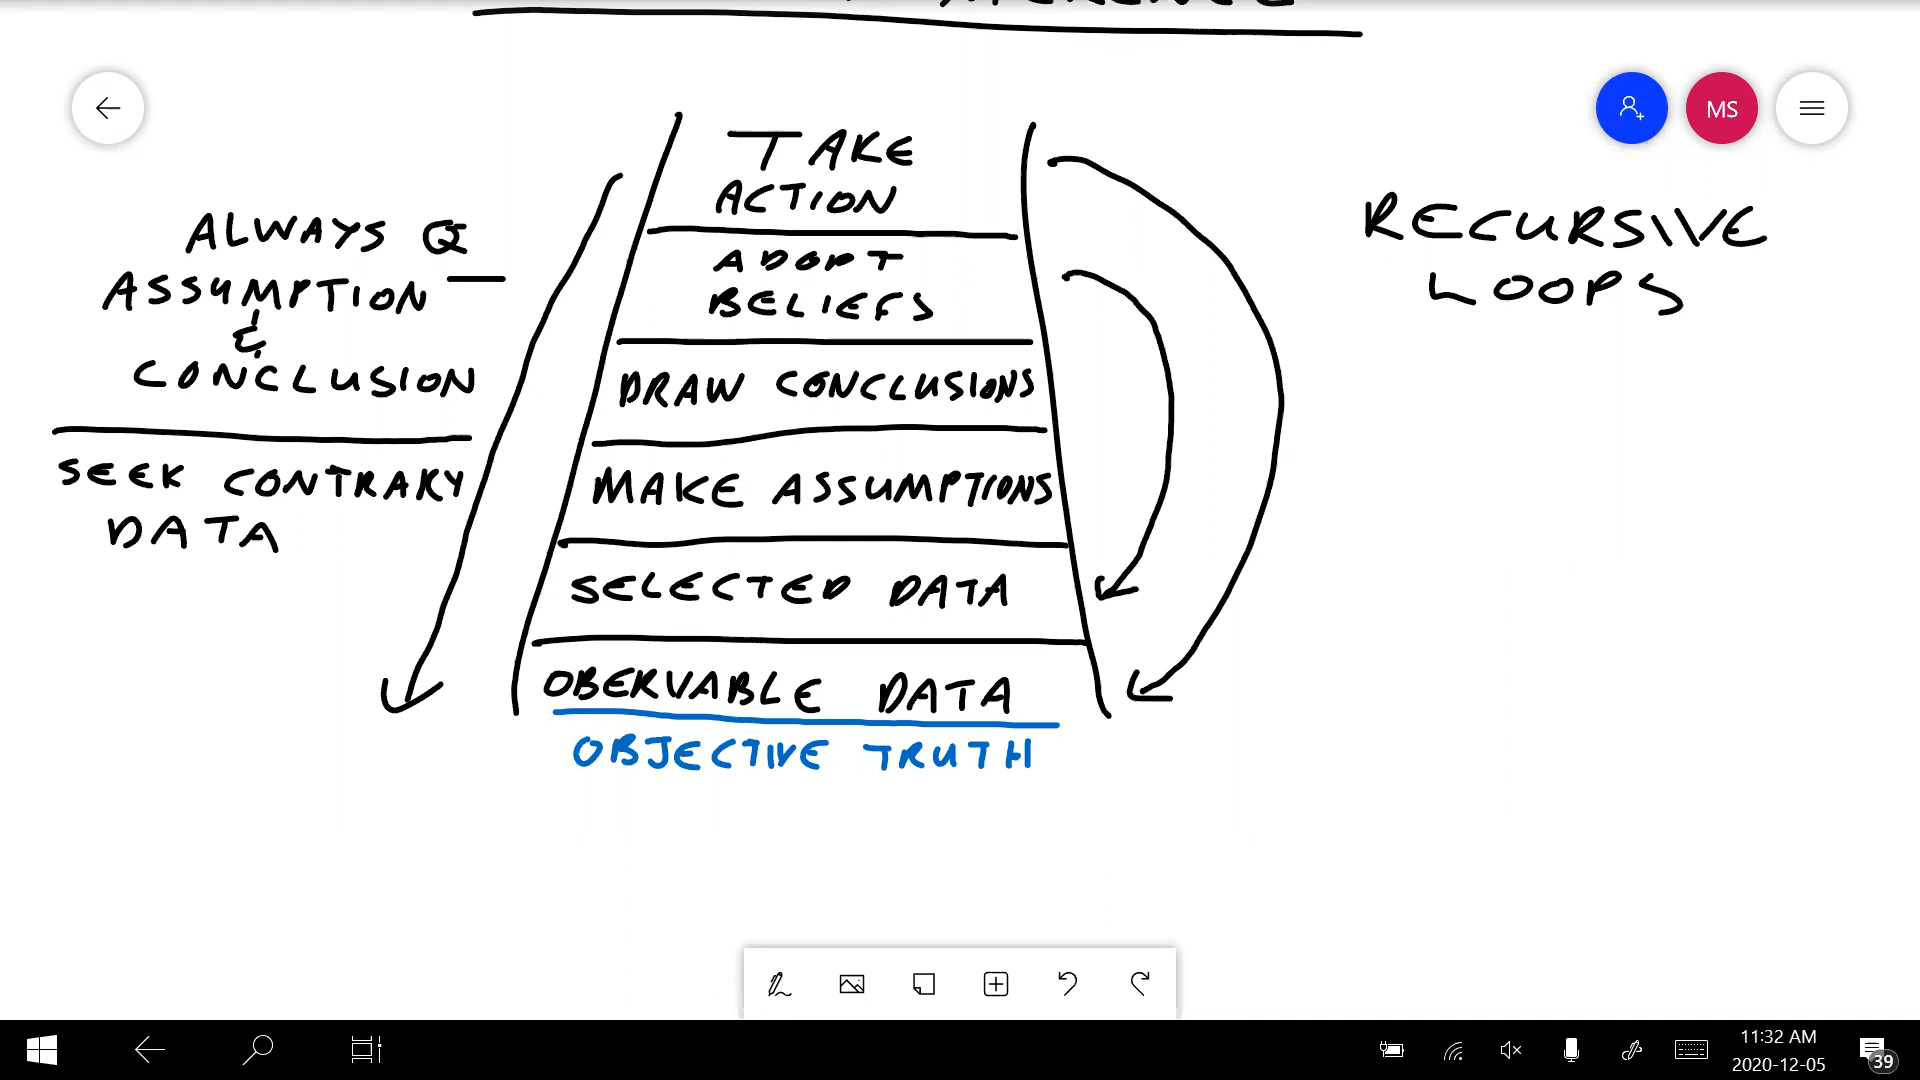 MS
TAKE
ACTION
ADOPT
BELIEFS
DRAW CONCLUSIONS
MAKE ASSUMPTIONS
SELECTED DATA
OBERVABLE DATA
OBJECTIVE TRUTH
ALWAYS Q
ASSUMPTION
&
CONCLUSION
SEEK CONTRARY
DATA
RECURSIVE
LOOPS
11:32 AM
2020-12-05
39